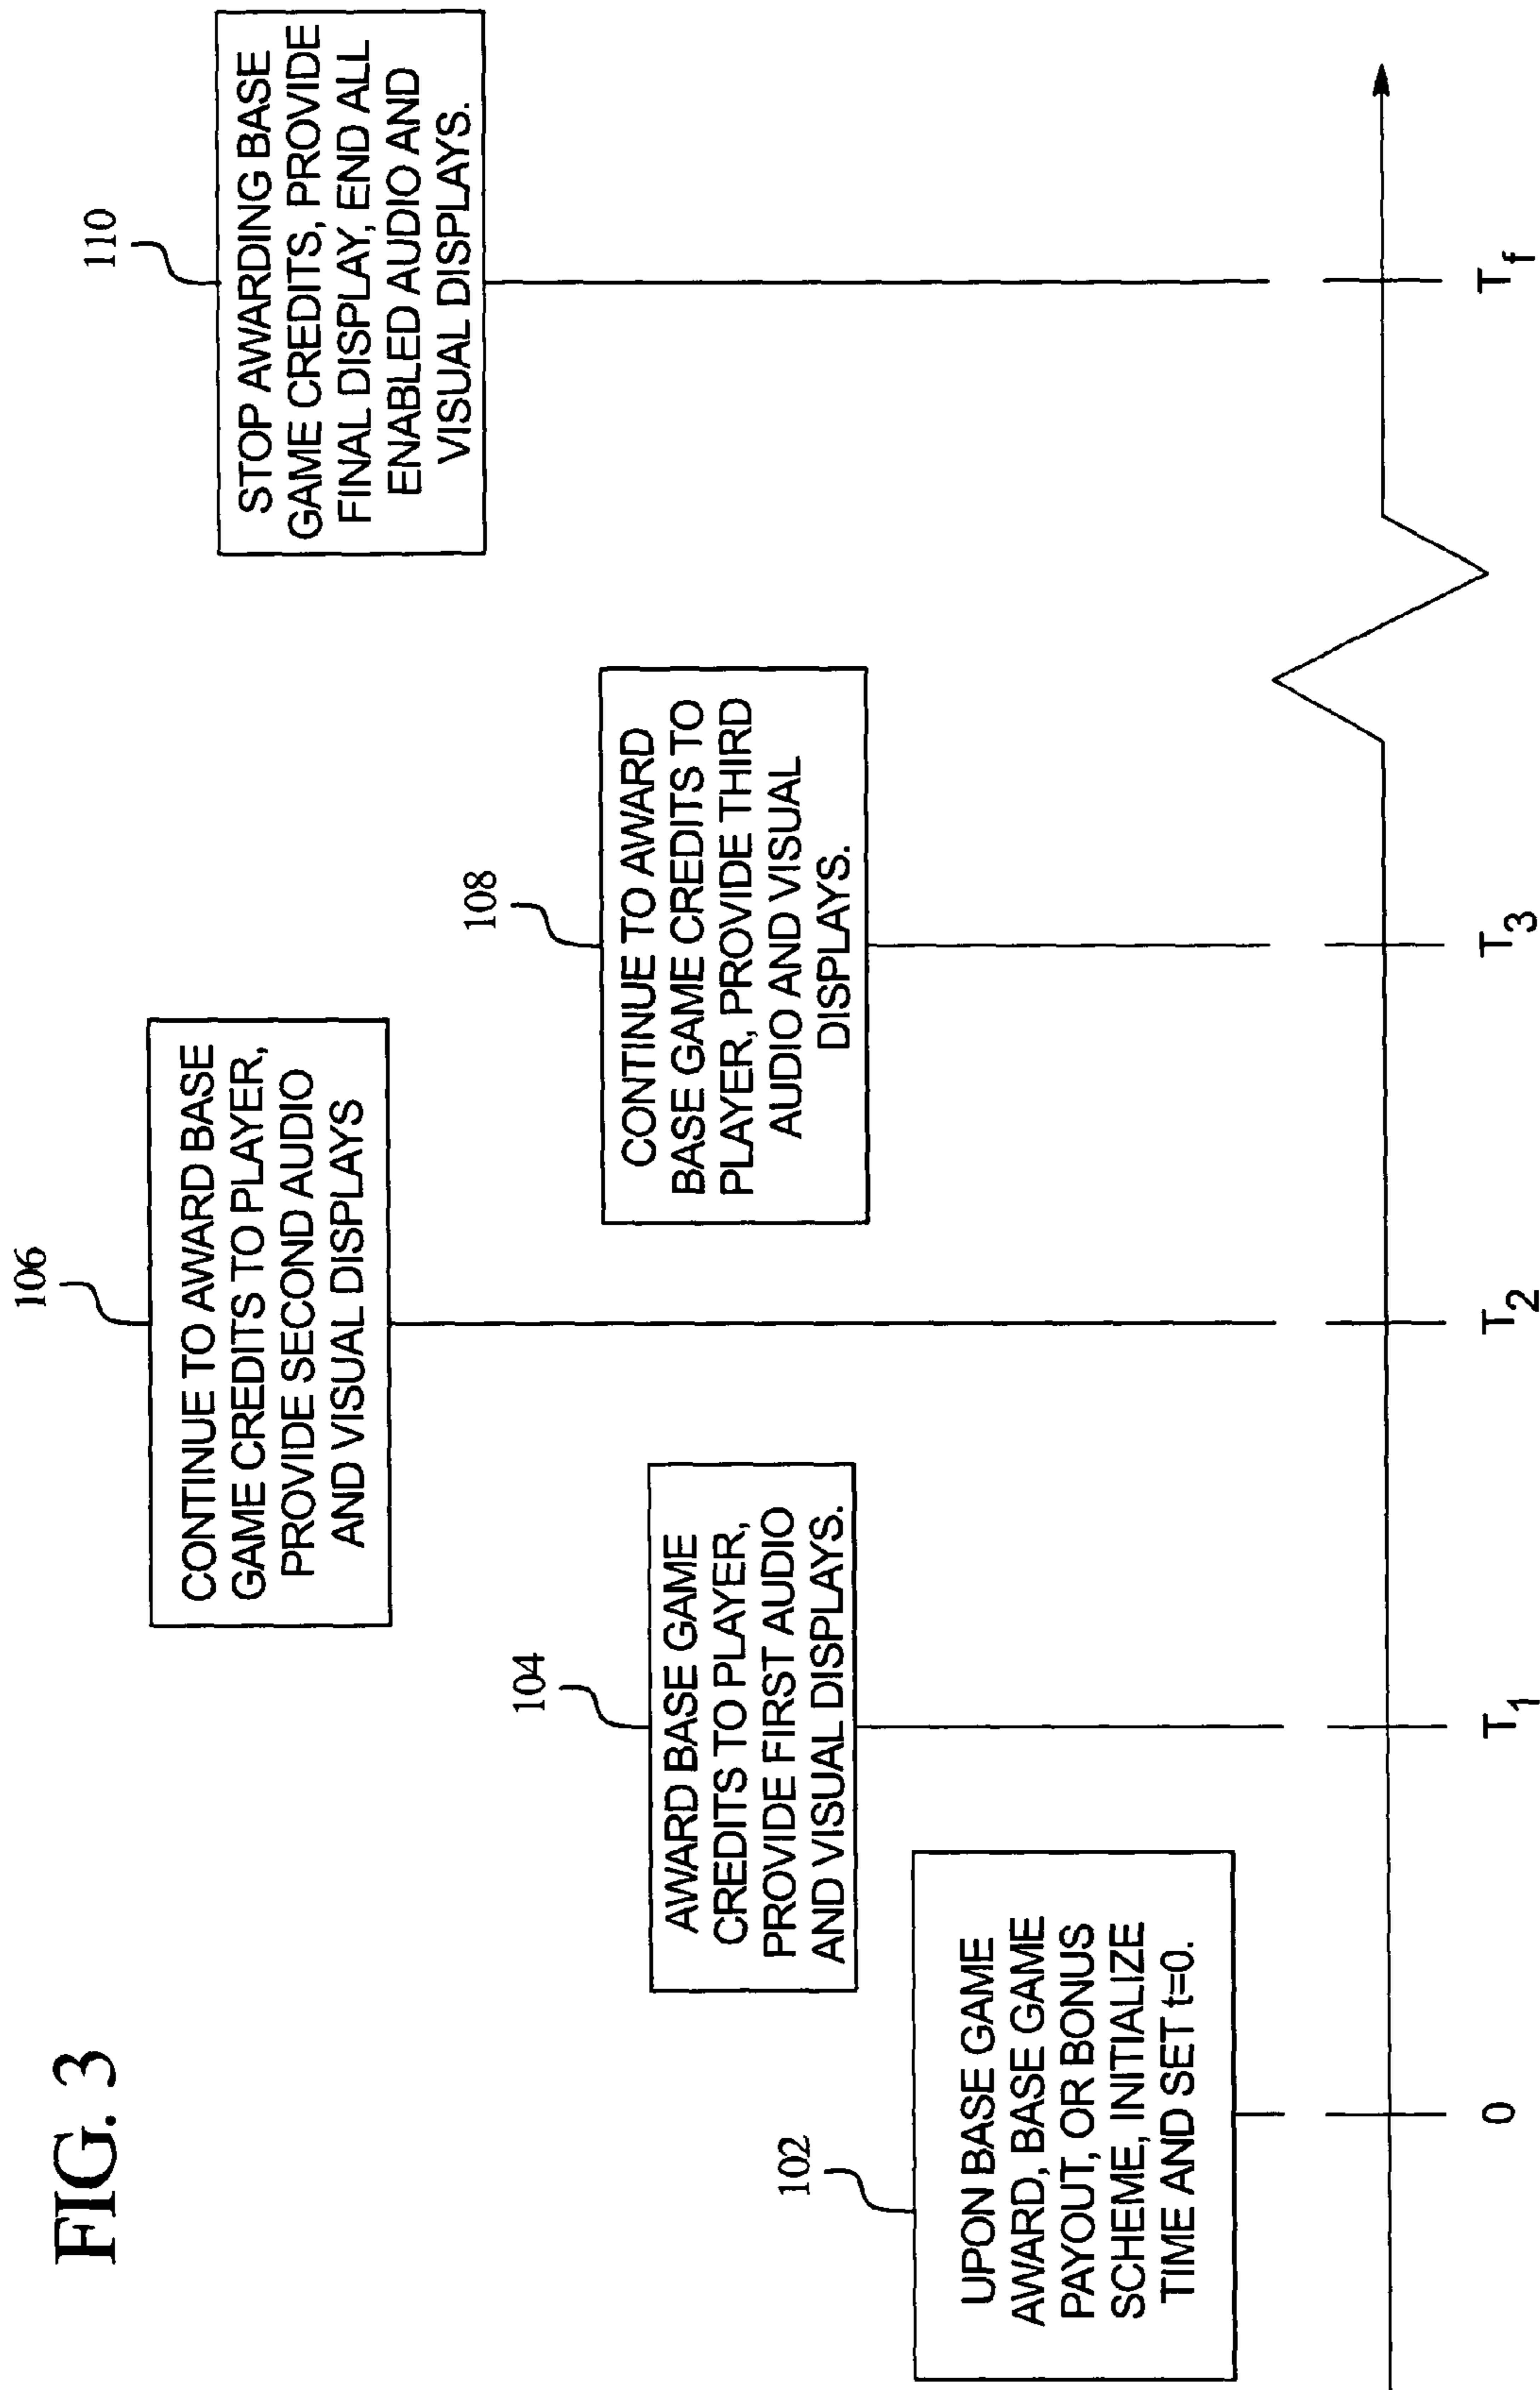 FIG. 3
102
UPON BASE GAME
AWARD, BASE GAME
PAYOUT, OR BONUS
SCHEME, INITIALIZE
TIME AND SET t=0.
104
AWARD BASE GAME
CREDITS TO PLAYER,
PROVIDE FIRST AUDIO
AND VISUAL DISPLAYS.
106
CONTINUE TO AWARD BASE
GAME CREDITS TO PLAYER,
PROVIDE SECOND AUDIO
AND VISUAL DISPLAYS
108
CONTINUE TO AWARD
BASE GAME CREDITS TO
PLAYER, PROVIDE THIRD
AUDIO AND VISUAL
DISPLAYS.
110
STOP AWARDING BASE
GAME CREDITS, PROVIDE
FINAL DISPLAY, END ALL
ENABLED AUDIO AND
VISUAL DISPLAYS.
0
T1
T2
T3
Tf